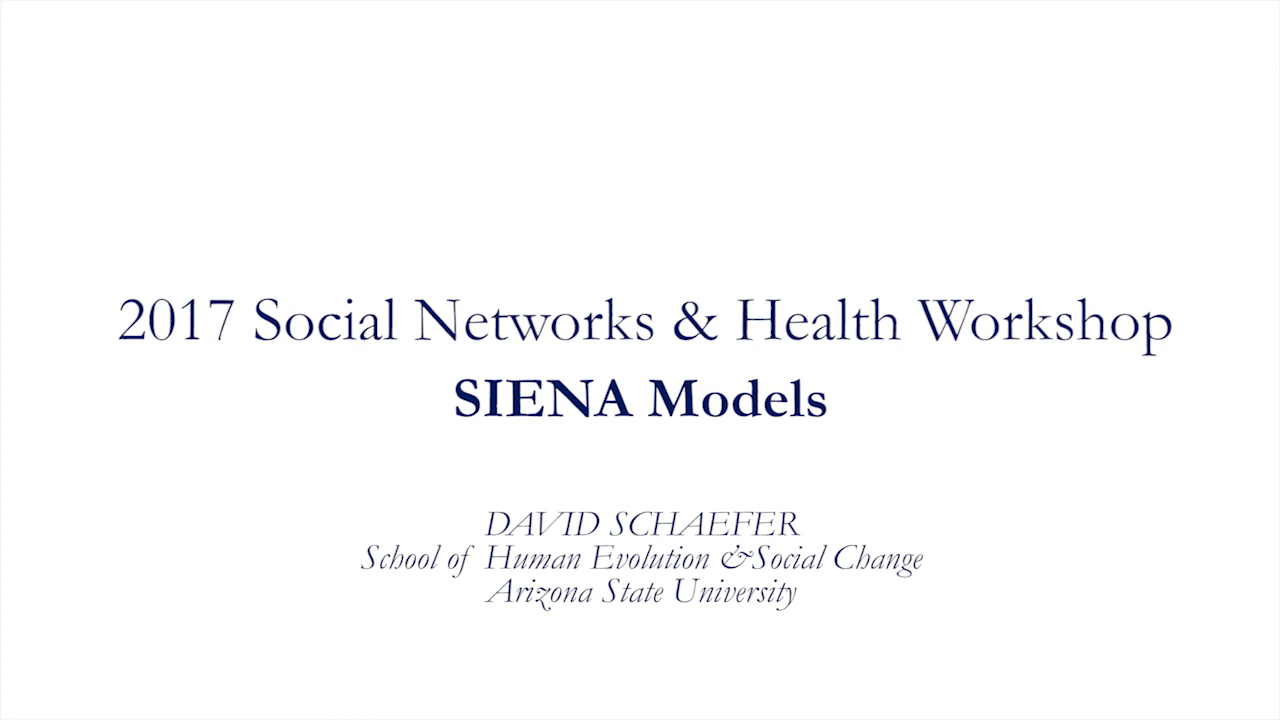 2017 Social Networks & Health Workshop
SIENA Models
DAVID SCHAEFER
School of Human Evolution &Social Change
Arizona State University